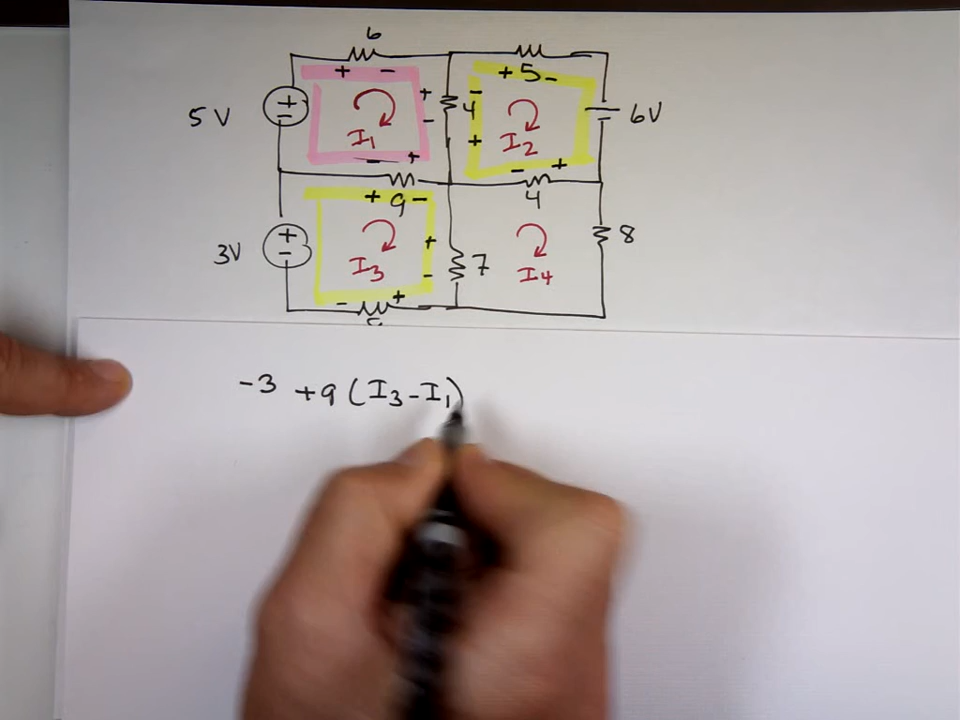 6
+ - + 5 -
5 V + - I1 + - 4 - + I2 6V
- + - +
+ 9 - 4
3V + - I3 + - 7 I4 8
- +
-3 +9 (I3-I1)